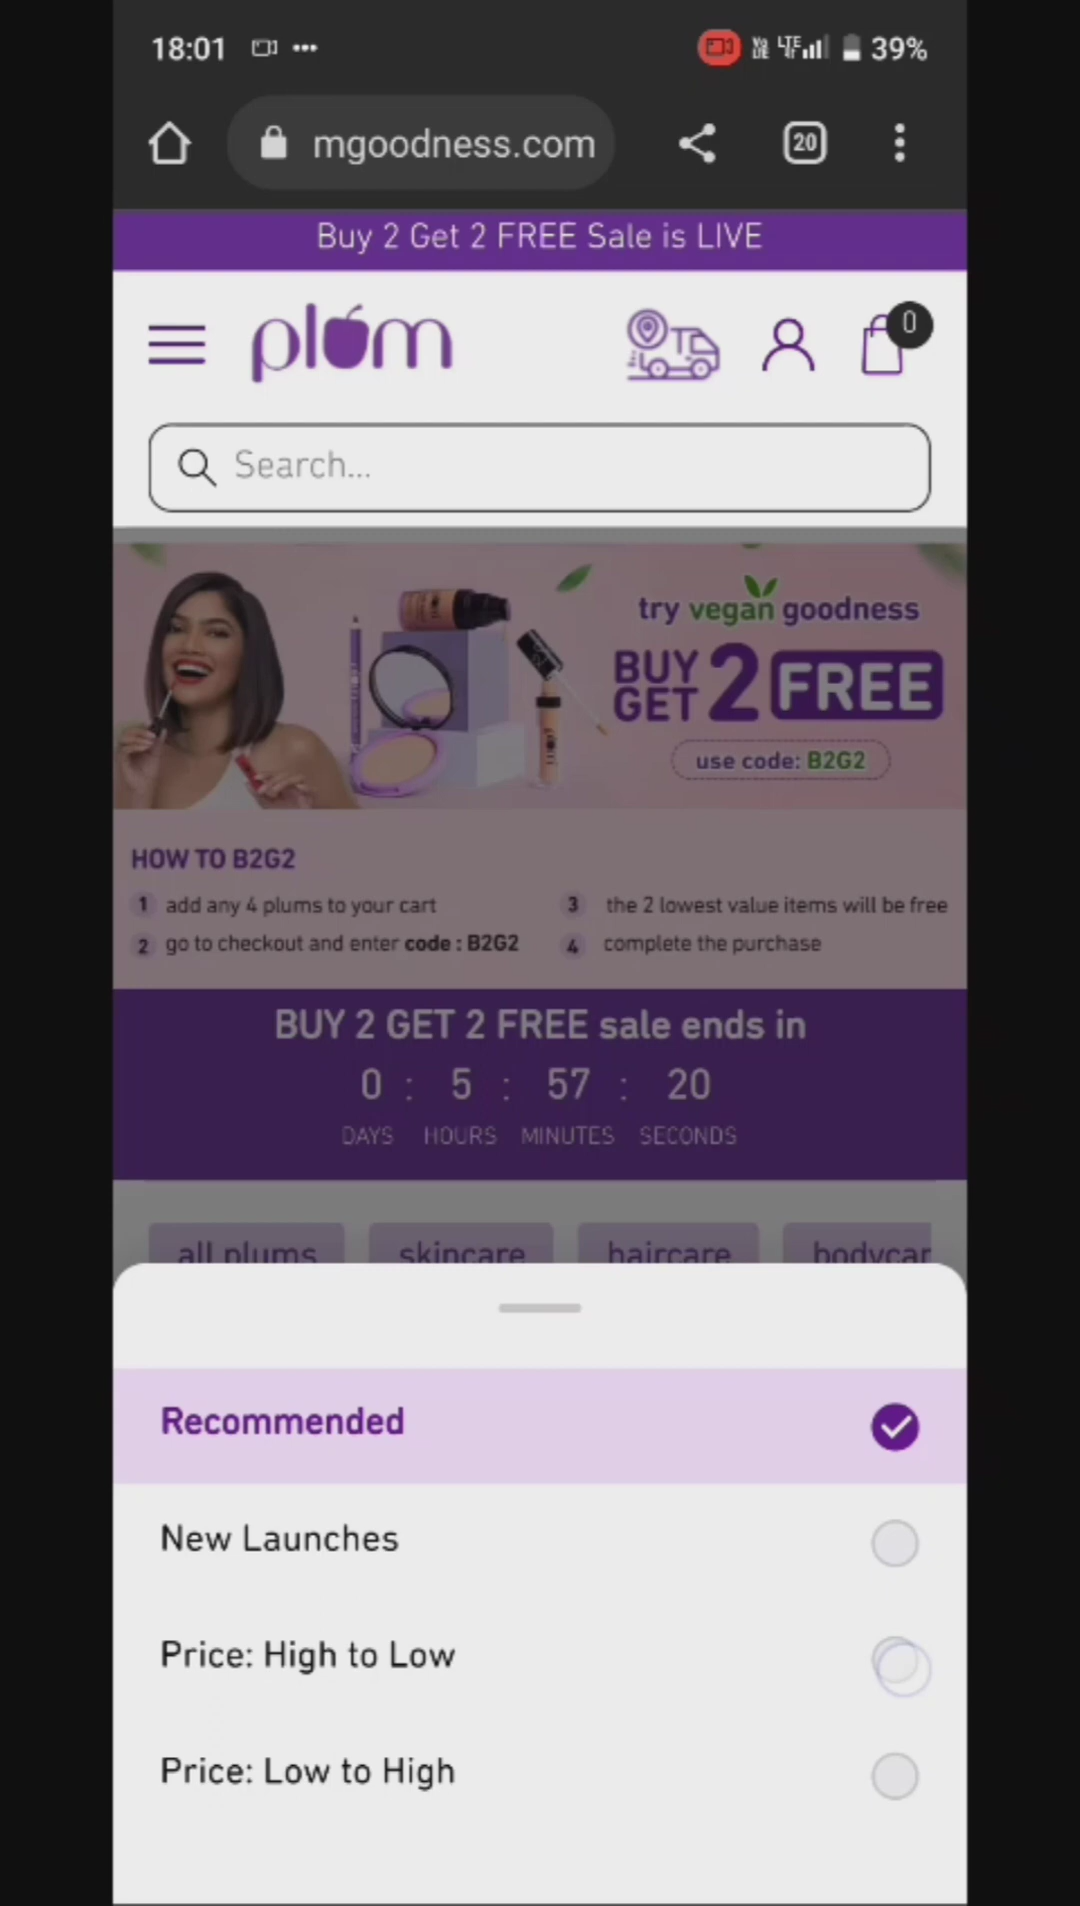 18:01
Vo LTE LTE 39%
mgoodness.com
20
Buy 2 Get 2 FREE Sale is LIVE
plum
0
Search...
try vegan goodness
BUY GET 2 FREE
use code: B2G2
HOW TO B2G2
1 add any 4 plums to your cart
2 go to checkout and enter code : B2G2
3 the 2 lowest value items will be free
4 complete the purchase
BUY 2 GET 2 FREE sale ends in
0 : 5 : 57 : 20
DAYS HOURS MINUTES SECONDS
all plums skincare haircare bodycar
Recommended
New Launches
Price: High to Low
Price: Low to High